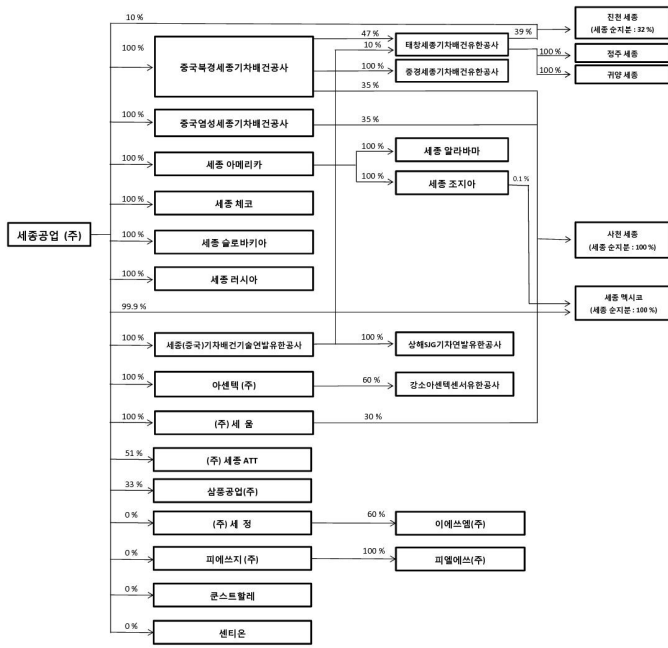 10 %
진천 세종
(세종 순지분 : 32 %)
47 %
39 %
10 %
태창세종기차배건유한공사
100 %
정주 세종
100 %
중국북경세종기차배건공사
100 %
중경세종기차배건유한공사
100 %
귀양 세종
35 %
100 %
중국염성세종기차배건공사
35 %
100 %
세종 아메리카
100 %
세종 알라바마
100 %
세종 조지아
0.1 %
100 %
세종 체코
세종공업 (주)
100 %
세종 슬로바키아
사천 세종
(세종 순지분 : 100 %)
100 %
세종 러시아
99.9 %
세종 멕시코
(세종 순지분 : 100 %)
100 %
세종(중국)기차배건기술연발유한공사
100 %
상해SJG기차연발유한공사
100 %
아센텍 (주)
60 %
강소아센텍센서유한공사
100 %
(주) 세 움
30 %
51 %
(주) 세종 ATT
33 %
삼풍공업(주)
0 %
(주) 세 정
60 %
이에쓰엠(주)
0 %
피에쓰지 (주)
100 %
피엘에쓰(주)
0 %
쿤스트할레
0 %
센티온